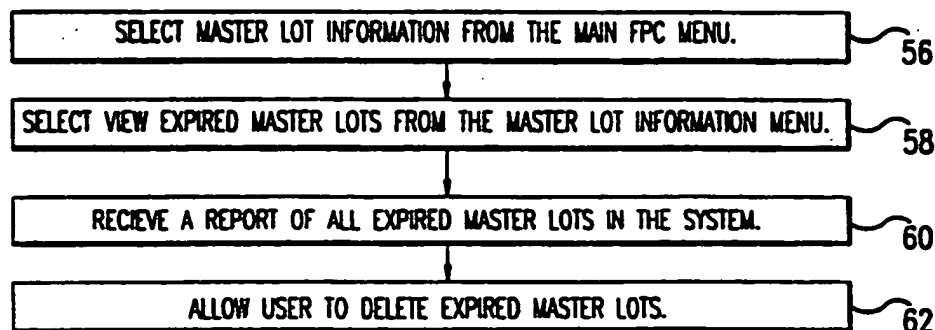 SELECT MASTER LOT INFORMATION FROM THE MAIN FPC MENU.
56
SELECT VIEW EXPIRED MASTER LOTS FROM THE MASTER LOT INFORMATION MENU.
58
RECIEVE A REPORT OF ALL EXPIRED MASTER LOTS IN THE SYSTEM.
60
ALLOW USER TO DELETE EXPIRED MASTER LOTS.
62